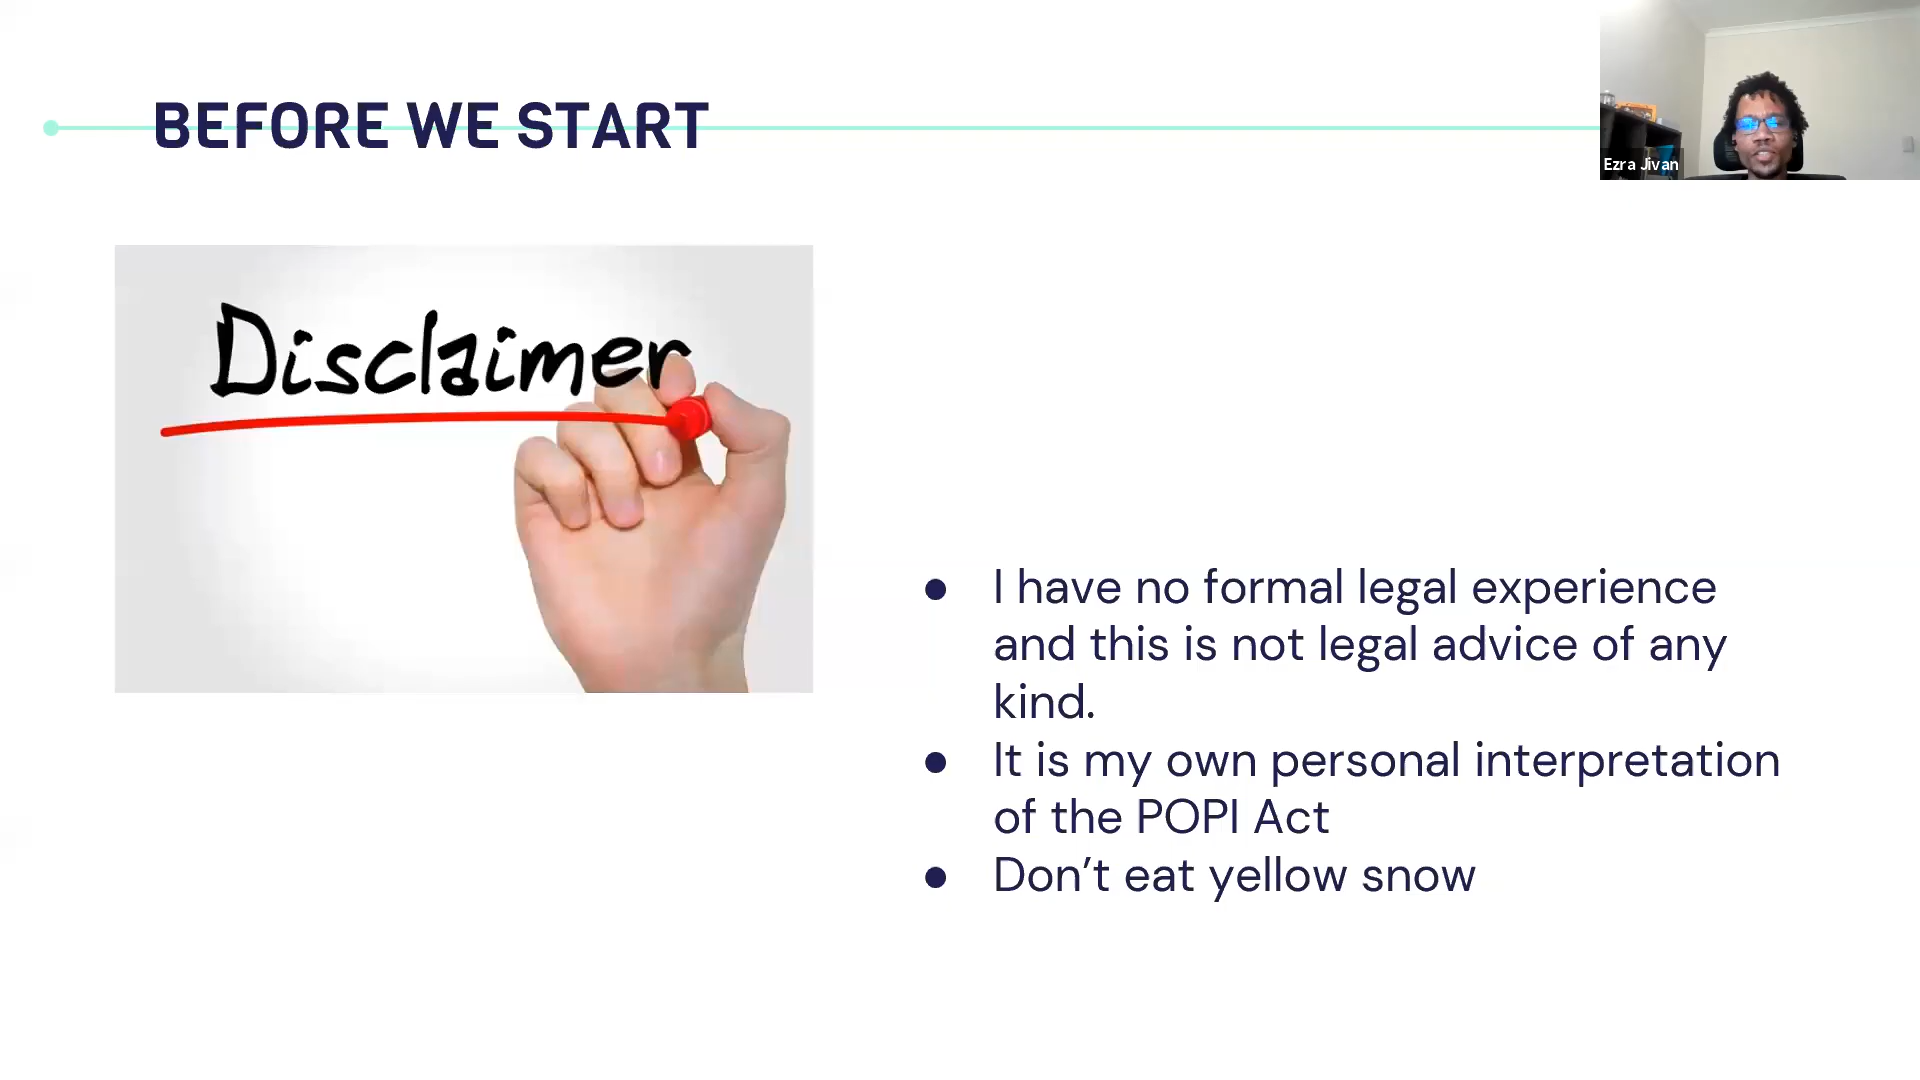 BEFORE WE START
Ezra Jivan
Disclaimer
● I have no formal legal experience
and this is not legal advice of any
kind.
● It is my own personal interpretation
of the POPI Act
● Don’t eat yellow snow